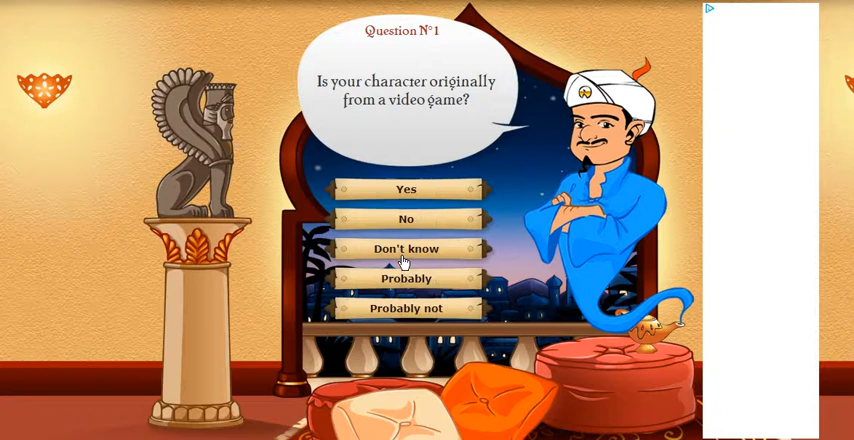 Question N°1
Is your character originally
from a video game?
Yes
No
Don't know
Probably
Probably not